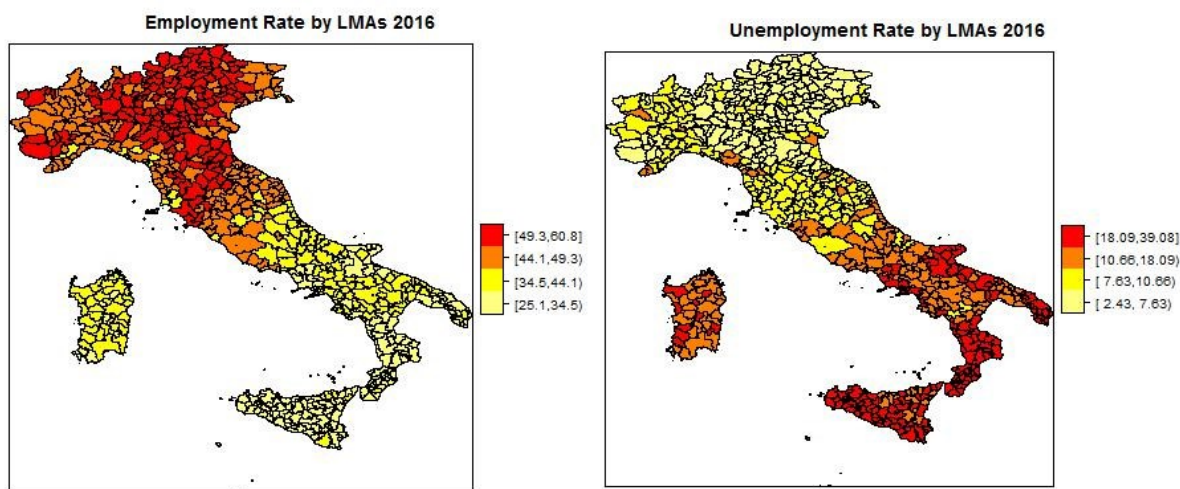 Employment Rate by LMAs 2016
[49.3,60.8]
[44.1,49.3)
[34.5,44.1)
[25.1,34.5)
Unemployment Rate by LMAs 2016
[18.09,39.08]
[10.66,18.09)
[ 7.63,10.66)
[ 2.43, 7.63)